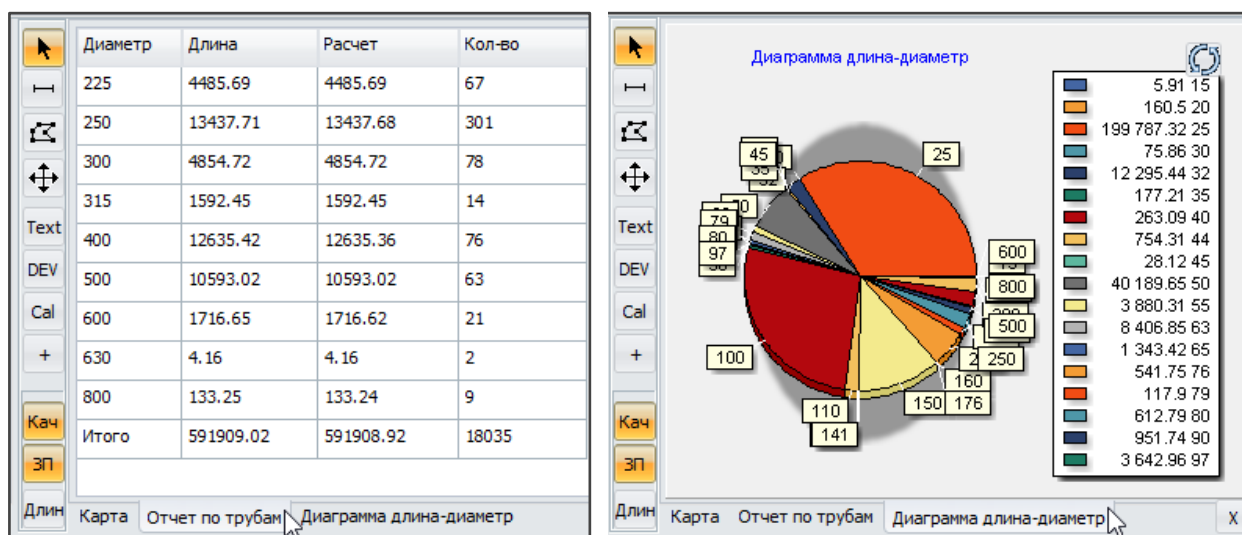 Диаметр Длина Расчет Кол-во
225 4485.69 4485.69 67
250 13437.71 13437.68 301
300 4854.72 4854.72 78
315 1592.45 1592.45 14
400 12635.42 12635.36 76
500 10593.02 10593.02 63
600 1716.65 1716.62 21
630 4.16 4.16 2
800 133.25 133.24 9
Итого 591909.02 591908.92 18035
Text
DEV
Cal
+
Кач
ЗП
Длин
Карта Отчет по трубам Диаграмма длина-диаметр
Диаграмма длина-диаметр
5.91 15
160.5 20
199 787.32 25
75.86 30
12 295.44 32
177.21 35
263.09 40
754.31 44
28.12 45
40 189.65 50
3 880.31 55
8 406.85 63
1 343.42 65
541.75 76
117.9 79
612.79 80
951.74 90
3 642.96 97
45
25
79
80
97
100
110
141
150
176
160
250
500
800
600
Text
DEV
Cal
+
Кач
ЗП
Длин
Карта Отчет по трубам Диаграмма длина-диаметр X